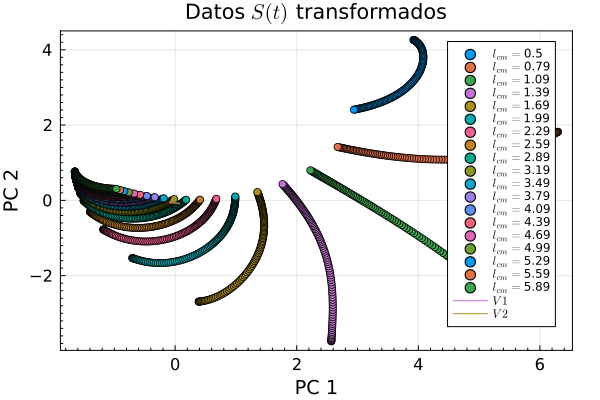 Datos S(t) transformados
4
2
0
−2
PC 2
0
2
4
6
PC 1
l_cm = 0.5
l_cm = 0.79
l_cm = 1.09
l_cm = 1.39
l_cm = 1.69
l_cm = 1.99
l_cm = 2.29
l_cm = 2.59
l_cm = 2.89
l_cm = 3.19
l_cm = 3.49
l_cm = 3.79
l_cm = 4.09
l_cm = 4.39
l_cm = 4.69
l_cm = 4.99
l_cm = 5.29
l_cm = 5.59
l_cm = 5.89
V1
V2